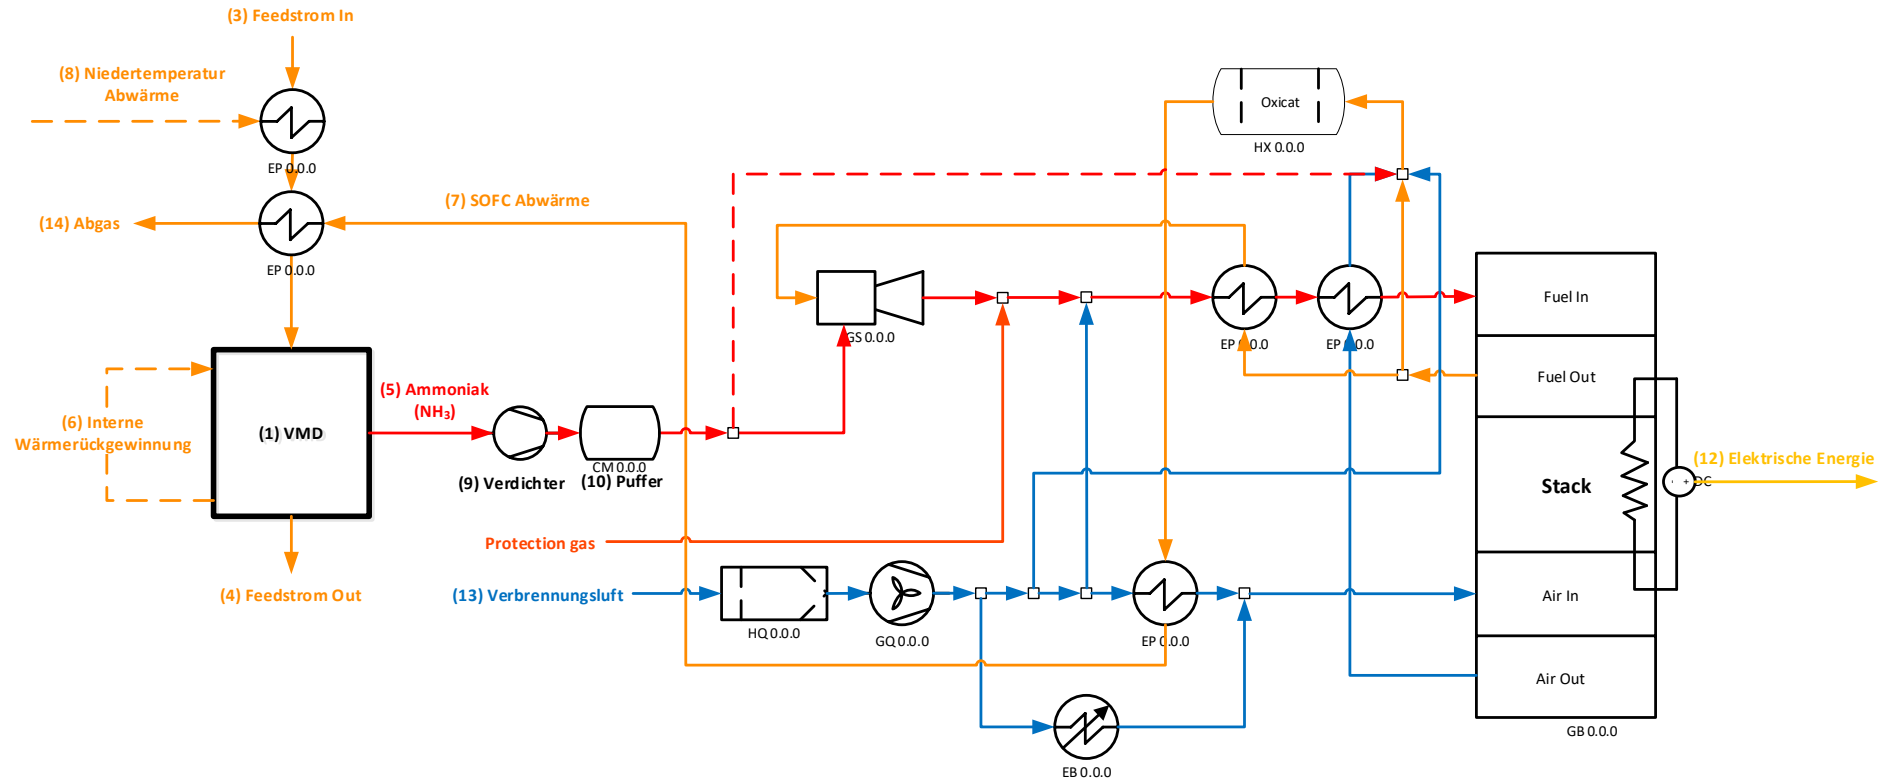 (3) Feedstrom In
(8) Niedertemperatur
Abwärme
EP 0.0.0
(14) Abgas
(7) SOFC Abwärme
EP 0.0.0
Oxicat
HX 0.0.0
GS 0.0.0
EP 0.0.0
EP 0.0.0
Fuel In
Fuel Out
Stack
Air In
Air Out
GB 0.0.0
(5) Ammoniak
(NH₃)
(6) Interne
Wärmerückgewinnung
(1) VMD
CM 0.0.0
(9) Verdichter
(10) Puffer
(12) Elektrische Energie
- +
DC
Protection gas
(4) Feedstrom Out
(13) Verbrennungsluft
HQ 0.0.0
GQ 0.0.0
EP 0.0.0
EB 0.0.0